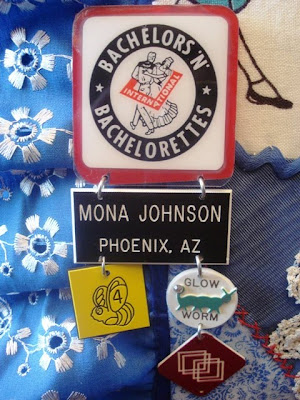 BACHELORS 'N'
BACHELORETTES
INTERNATIONAL
MONA JOHNSON
PHOENIX, AZ
4
GLOW
WORM